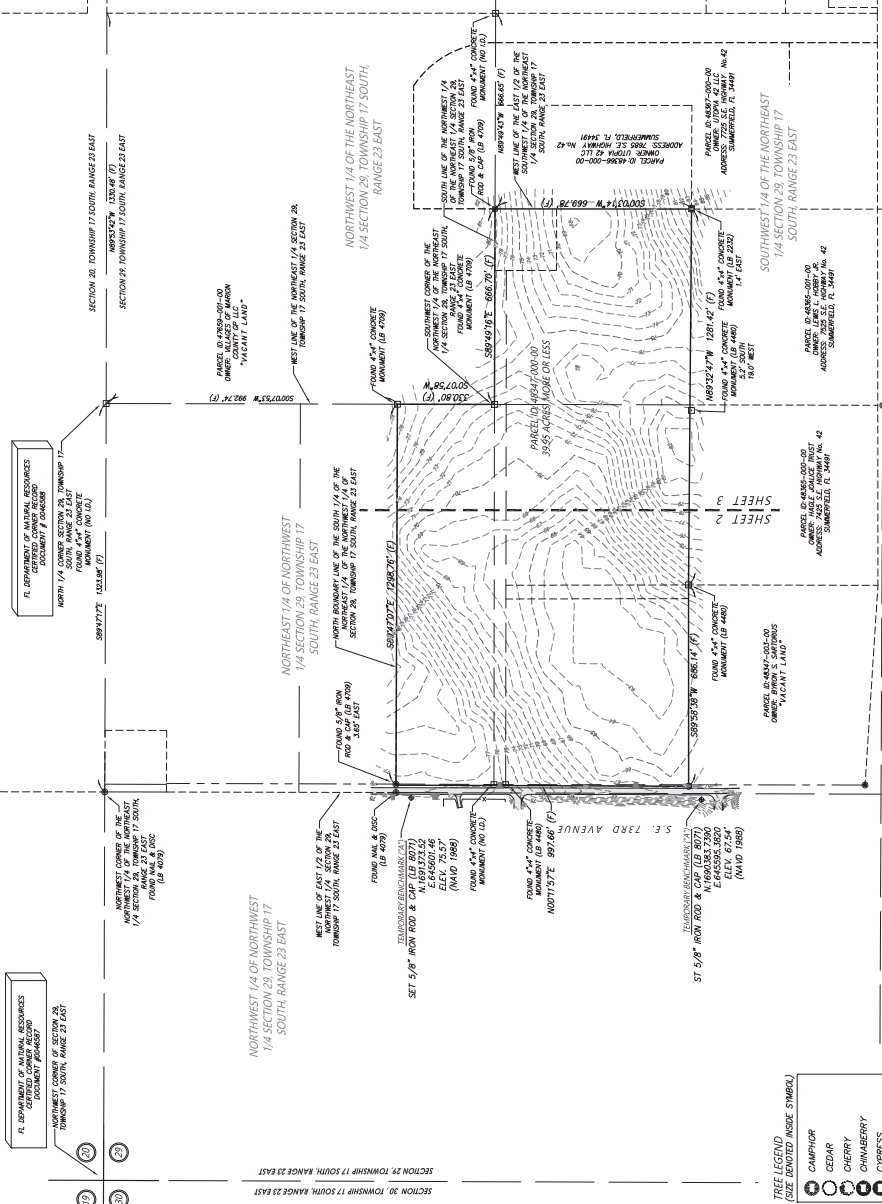 FL DEPARTMENT OF NATURAL RESOURCES
CERTIFIED CORNER RECORD
DOCUMENT #0046587
NORTHWEST CORNER OF SECTION 29,
TOWNSHIP 17 SOUTH, RANGE 23 EAST
19
20
30
29
SECTION 29, TOWNSHIP 17 SOUTH, RANGE 23 EAST
SECTION 30, TOWNSHIP 17 SOUTH, RANGE 23 EAST
NORTHWEST 1/4 OF NORTHWEST
1/4 SECTION 29, TOWNSHIP 17
SOUTH, RANGE 23 EAST
NORTHWEST CORNER OF THE
NORTHWEST 1/4 OF THE NORTHEAST
1/4 SECTION 29, TOWNSHIP 17 SOUTH,
RANGE 23 EAST
FOUND NAIL & DISC
(LB 4079)
S89°47'17"E 1323.98' (F)
FL DEPARTMENT OF NATURAL RESOURCES
CERTIFIED CORNER RECORD
DOCUMENT # 0046588
NORTH 1/4 CORNER SECTION 29, TOWNSHIP 17
SOUTH, RANGE 23 EAST
FOUND 4"x4" CONCRETE
MONUMENT (NO I.D.)
SECTION 20, TOWNSHIP 17 SOUTH, RANGE 23 EAST
N89°53'42"W 1330.48' (F)
SECTION 29, TOWNSHIP 17 SOUTH, RANGE 23 EAST
PARCEL ID:47659-001-00
OWNER: VILLAGES OF MARION
COUNTY GP LLC
"VACANT LAND"
S00°07'53"W 992.74' (F)
WEST LINE OF THE NORTHEAST 1/4 SECTION 29,
TOWNSHIP 17 SOUTH, RANGE 23 EAST
NORTHEAST 1/4 OF NORTHWEST
1/4 SECTION 29, TOWNSHIP 17
SOUTH, RANGE 23 EAST
NORTHWEST 1/4 OF THE NORTHEAST
1/4 SECTION 29, TOWNSHIP 17 SOUTH,
RANGE 23 EAST
WEST LINE OF EAST 1/2 OF THE
NORTHWEST 1/4 SECTION 29,
TOWNSHIP 17 SOUTH, RANGE 23 EAST
FOUND 5/8" IRON
ROD & CAP (LB 4709)
3.65' EAST
NORTH BOUNDARY LINE OF THE SOUTH 1/4 OF THE
NORTHEAST 1/4 OF THE NORTHWEST 1/4 OF
SECTION 29, TOWNSHIP 17 SOUTH, RANGE 23 EAST
FOUND 4"x4" CONCRETE
MONUMENT (LB 4709)
FOUND NAIL & DISC
(LB 4079)
S00°07'58"W
330.80' (F)
SOUTHWEST CORNER OF THE
NORTHWEST 1/4 OF THE NORTHEAST
1/4 SECTION 29, TOWNSHIP 17 SOUTH,
RANGE 23 EAST
FOUND 4"x4" CONCRETE
MONUMENT (LB 4709)
SOUTH LINE OF THE NORTHWEST 1/4
OF THE NORTHEAST 1/4 SECTION 29,
TOWNSHIP 17 SOUTH, RANGE 23 EAST
FOUND 5/8" IRON
ROD & CAP (LB 4709)
FOUND 4"x4" CONCRETE
MONUMENT (NO I.D.)
S89°49'16"E 666.70' (F)
N89°49'43"W 666.65' (F)
WEST LINE OF THE EAST 1/2 OF THE
SOUTHWEST 1/4 OF THE NORTHEAST
1/4 SECTION 29, TOWNSHIP 17
SOUTH, RANGE 23 EAST
TEMPORARY BENCHMARK ("A")
SET 5/8" IRON ROD & CAP (LB 8071)
N.1691373.52
E.645601.46
ELEV. 75.57'
(NAVD 1988)
FOUND 4"x4" CONCRETE
MONUMENT (NO I.D.)
FOUND 4"x4" CONCRETE
MONUMENT (LB 4480)
N00°11'57"E 997.66' (F)
S.E. 73RD AVENUE
PARCEL ID:48347-000-00
39.95 ACRES MORE OR LESS
PARCEL ID: 48366-000-00
OWNER: UTOPIA 42 LLC
ADDRESS: 7685 S.E. HIGHWAY No.42
SUMMERFIELD, FL 34491
S00°03'14"W 669.78' (F)
SHEET 2
SHEET 3
TEMPORARY BENCHMARK ("A")
ST 5/8" IRON ROD & CAP (LB 8071)
N.1690383.7390
E.645595.3820
ELEV. 67.54'
(NAVD 1988)
S89°58'38"W 686.14' (F)
FOUND 4"x4" CONCRETE
MONUMENT (LB 4480)
N89°32'47"W 1281.42' (F)
FOUND 4"x4" CONCRETE
MONUMENT (LB 4480)
5.2' SOUTH
19.0' WEST
FOUND 4"x4" CONCRETE
MONUMENT (LB 2232)
1.4' EAST
PARCEL ID:48367-000-00
OWNER: UTOPIA 42 LLC
ADDRESS: 7725 S.E. HIGHWAY No.42
SUMMERFIELD, FL 34491
SOUTHWEST 1/4 OF THE NORTHEAST
1/4 SECTION 29, TOWNSHIP 17
SOUTH, RANGE 23 EAST
PARCEL ID:48347-003-00
OWNER: BYRON S. SARTORIUS
"VACANT LAND"
PARCEL ID:48365-000-00
OWNER: HAGLE JOALICE TRUST
ADDRESS: 7425 S.E. HIGHWAY No. 42
SUMMERFIELD, FL 34491
PARCEL ID:48365-001-00
OWNER: LEWIS L. HOBBY JR.
ADDRESS: 7525 S.E. HIGHWAY No. 42
SUMMERFIELD, FL 34491
TREE LEGEND
(SIZE DENOTED INSIDE SYMBOL)
CAMPHOR
CEDAR
CHERRY
CHINABERRY
CYPRESS